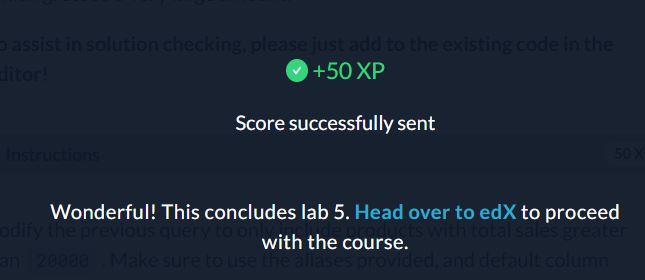 o assist in solution checking, please just add to the existing code in the
ditor!
+50 XP
Score successfully sent
Instructions
50 X
Wonderful! This concludes lab 5. Head over to edX to proceed
with the course.
odify the previous query to only include products with total sales greater
an 20000 . Make sure to use the aliases provided, and default column